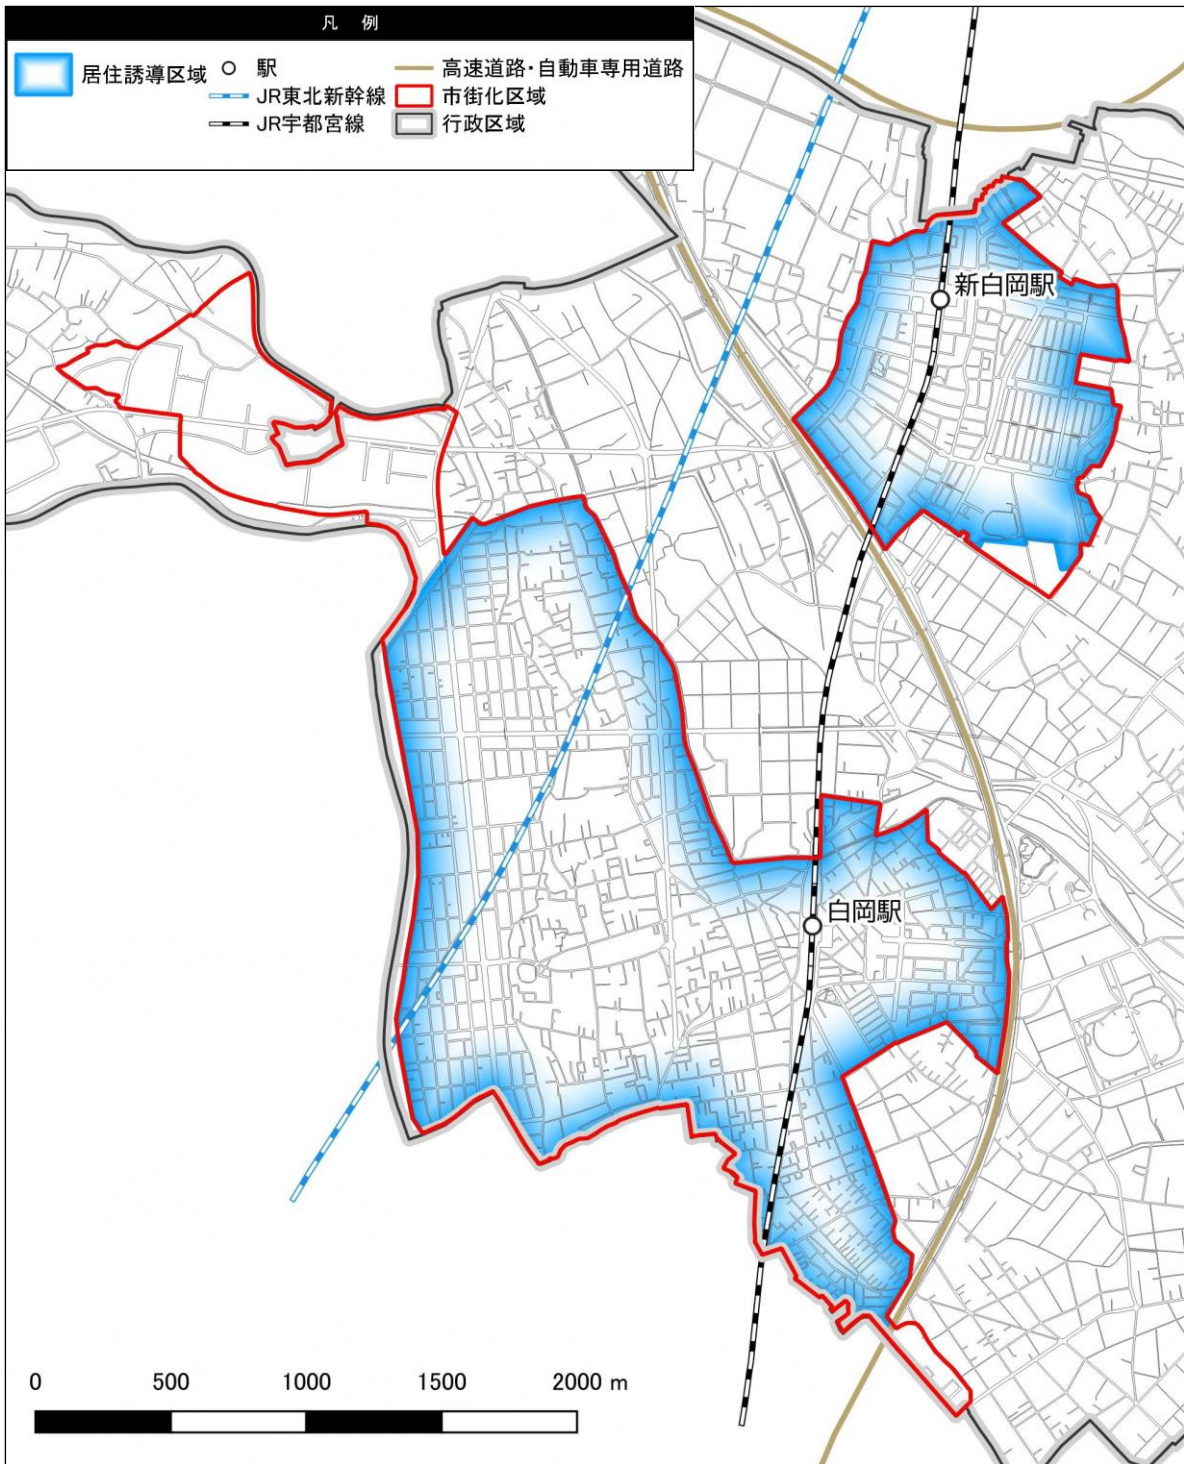 凡 例
居住誘導区域
駅
高速道路・自動車専用道路
JR東北新幹線
市街化区域
JR宇都宮線
行政区域
新白岡駅
白岡駅
0 500 1000 1500 2000 m